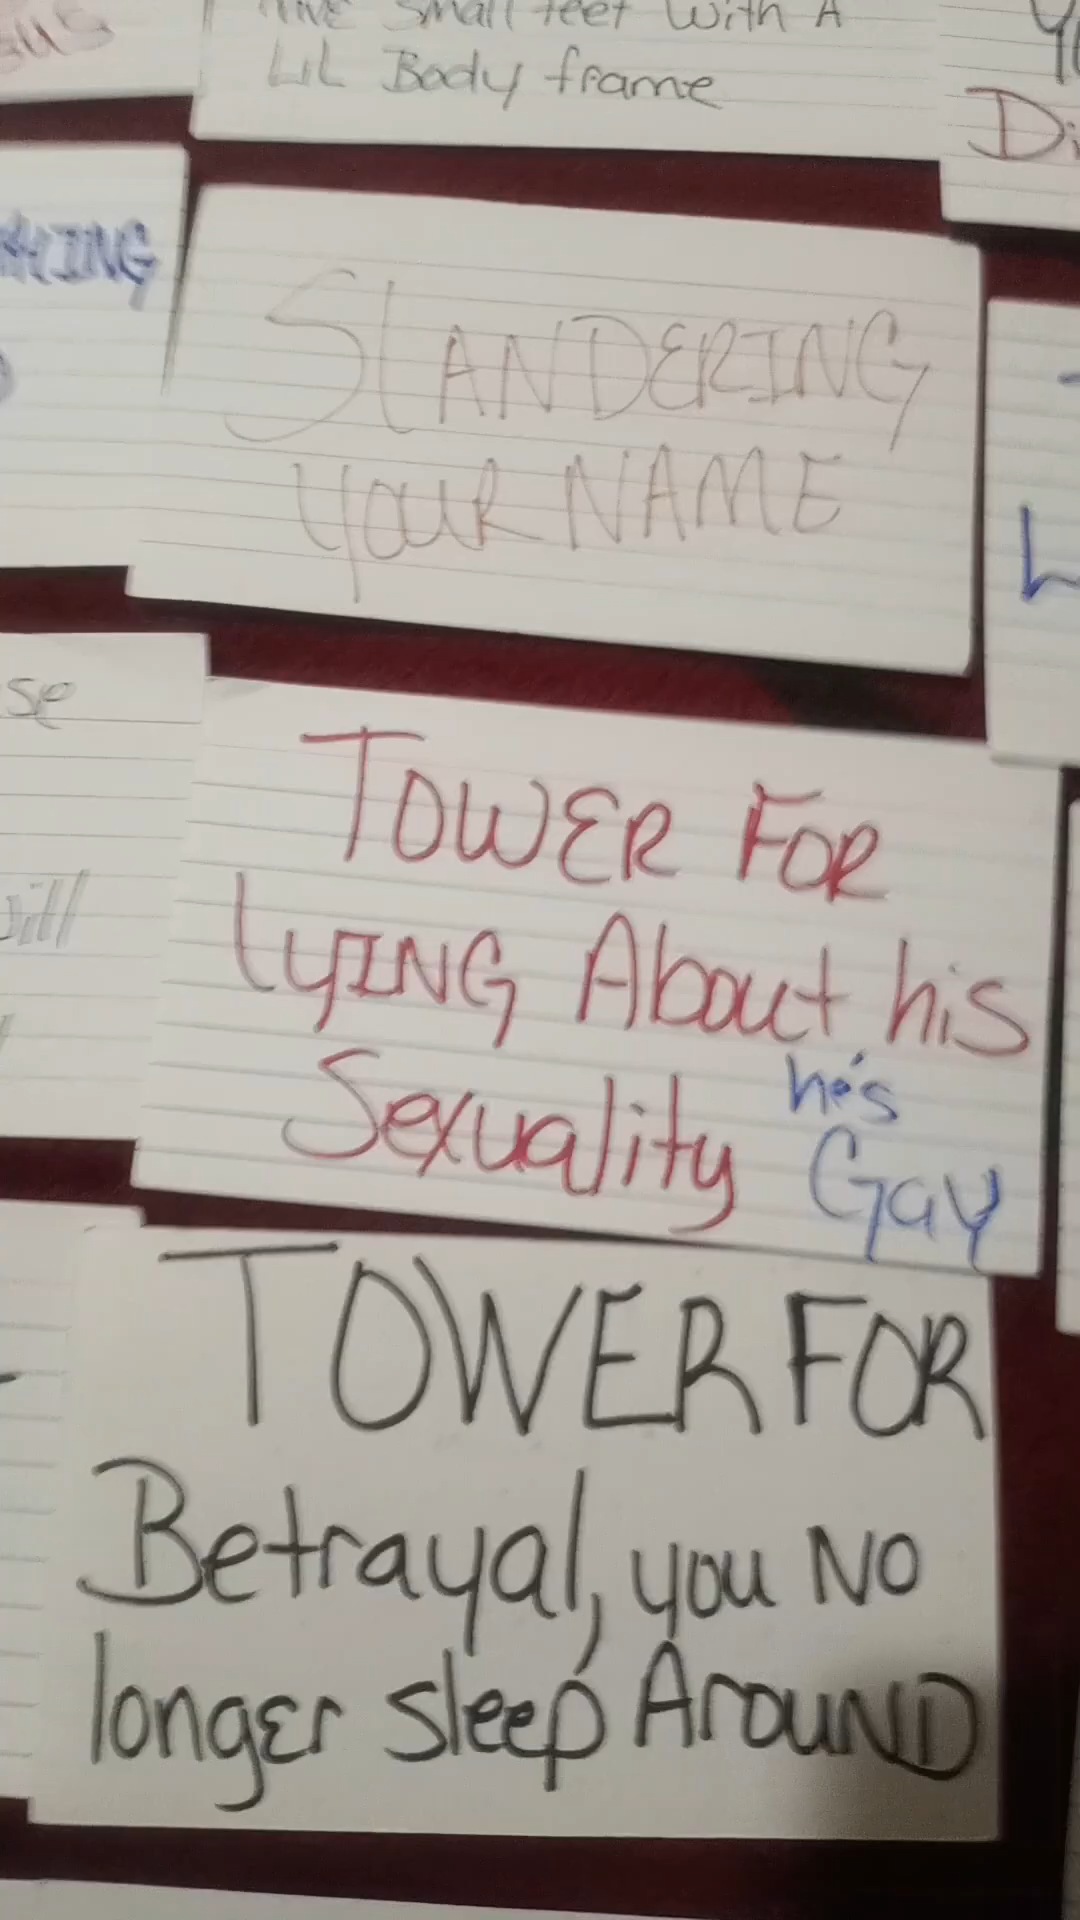 small feet with A
Lil Body frame
SLANDERING
YOUR NAME
se
TOWER FOR
LYING About his
Sexuality he's
Gay
TOWER FOR
Betrayal, you NO
longer sleep Around